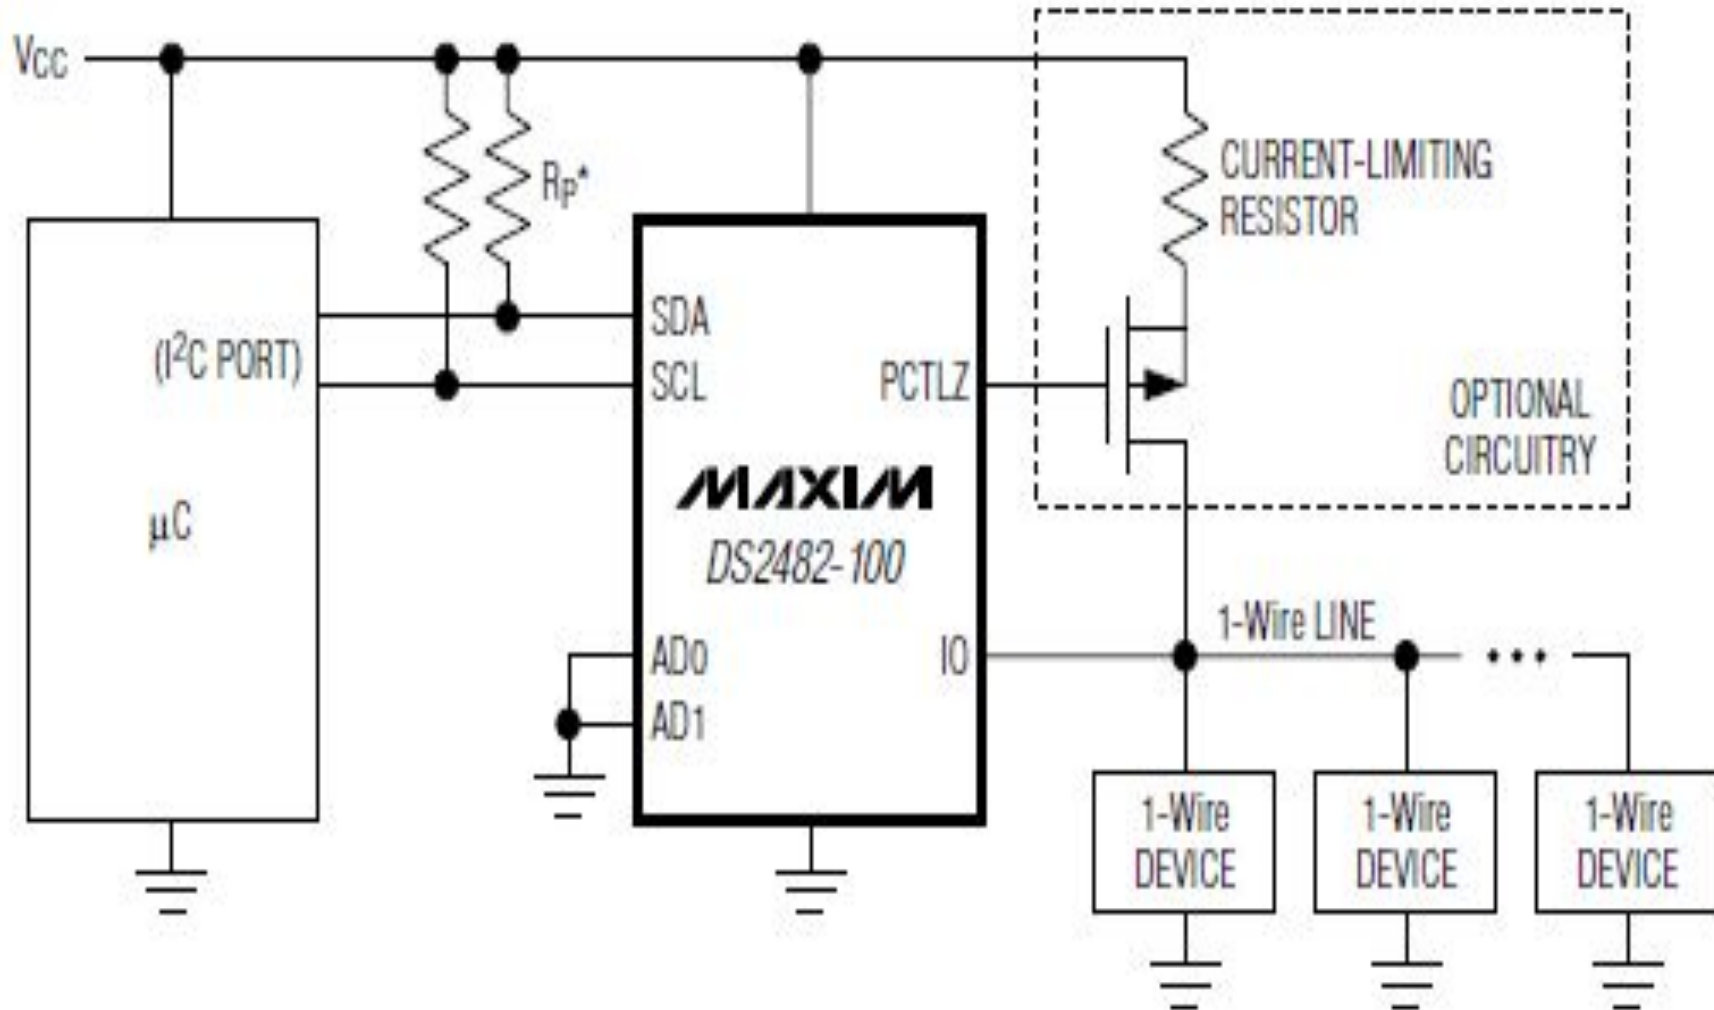 VCC
RP*
CURRENT-LIMITING
RESISTOR
(I²C PORT)
µC
SDA
SCL
PCTLZ
OPTIONAL
CIRCUITRY
MAXIM
DS2482-100
AD0
AD1
IO
1-Wire LINE
1-Wire
DEVICE
1-Wire
DEVICE
1-Wire
DEVICE